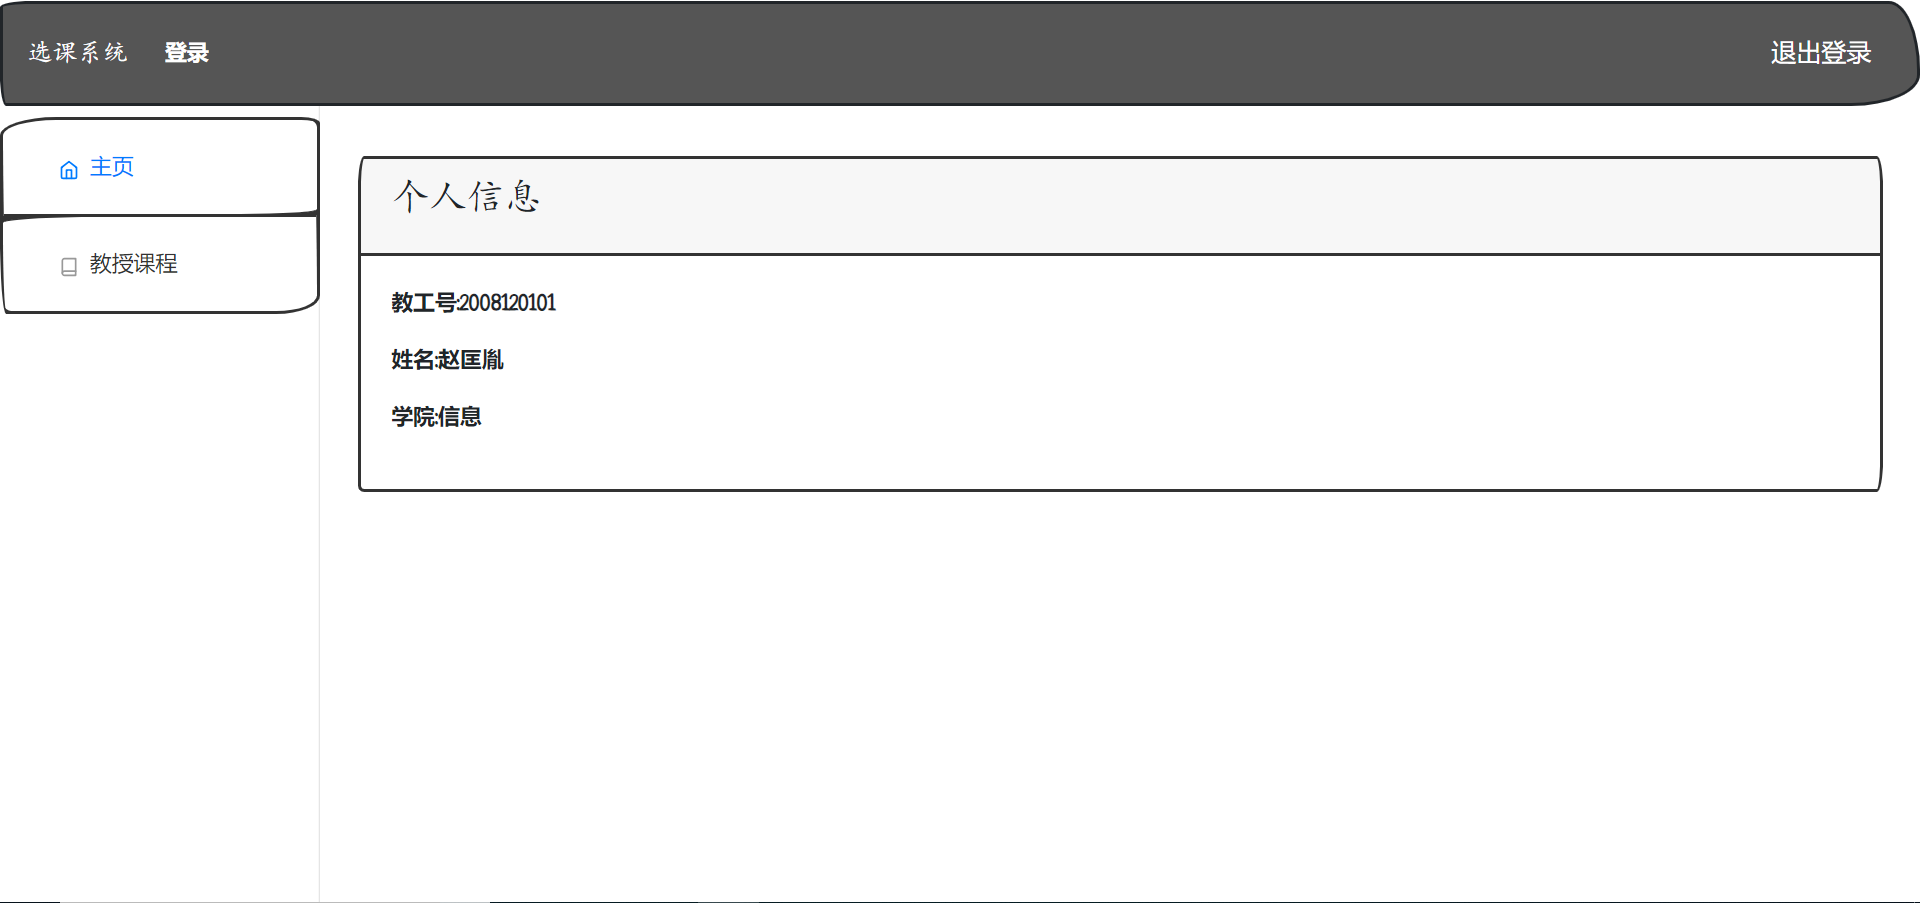 选课系统 登录 退出登录
主页
教授课程
个人信息
教工号:2008120101
姓名:赵匡胤
学院:信息